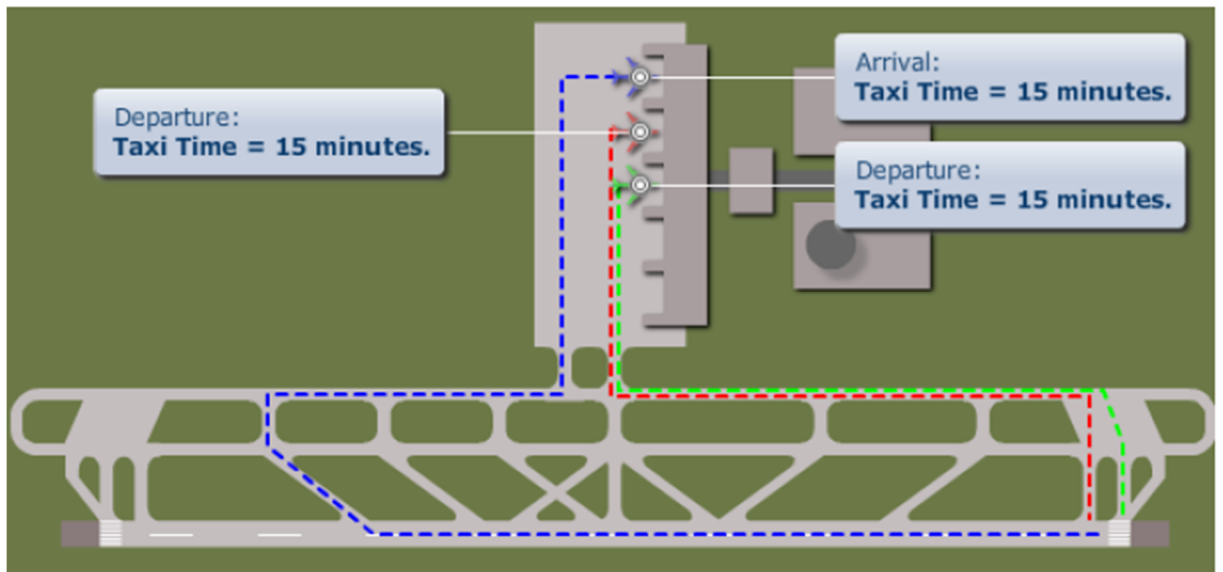 Arrival:
Taxi Time = 15 minutes.
Departure:
Taxi Time = 15 minutes.
Departure:
Taxi Time = 15 minutes.